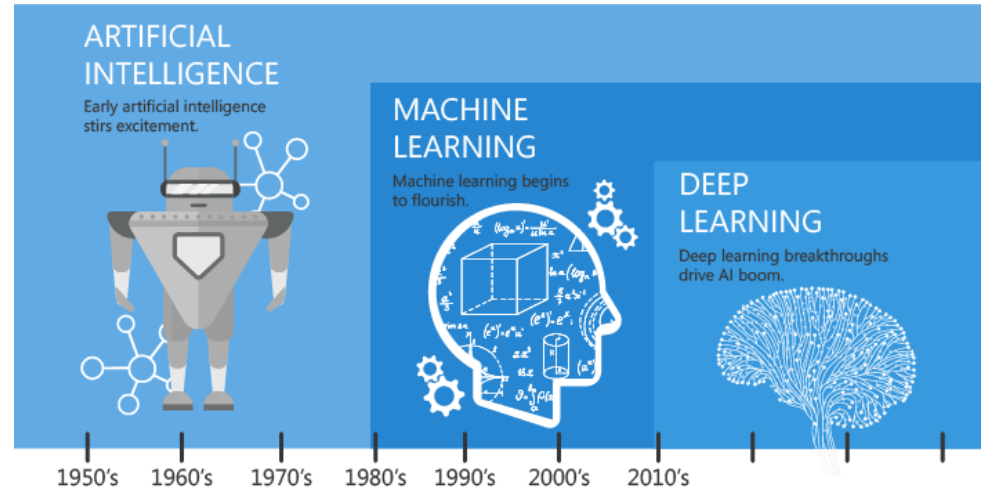 ARTIFICIAL
INTELLIGENCE
Early artificial intelligence
stirs excitement.
MACHINE
LEARNING
Machine learning begins
to flourish.
DEEP
LEARNING
Deep learning breakthroughs
drive AI boom.
1950's 1960's 1970's 1980's 1990's 2000's 2010's